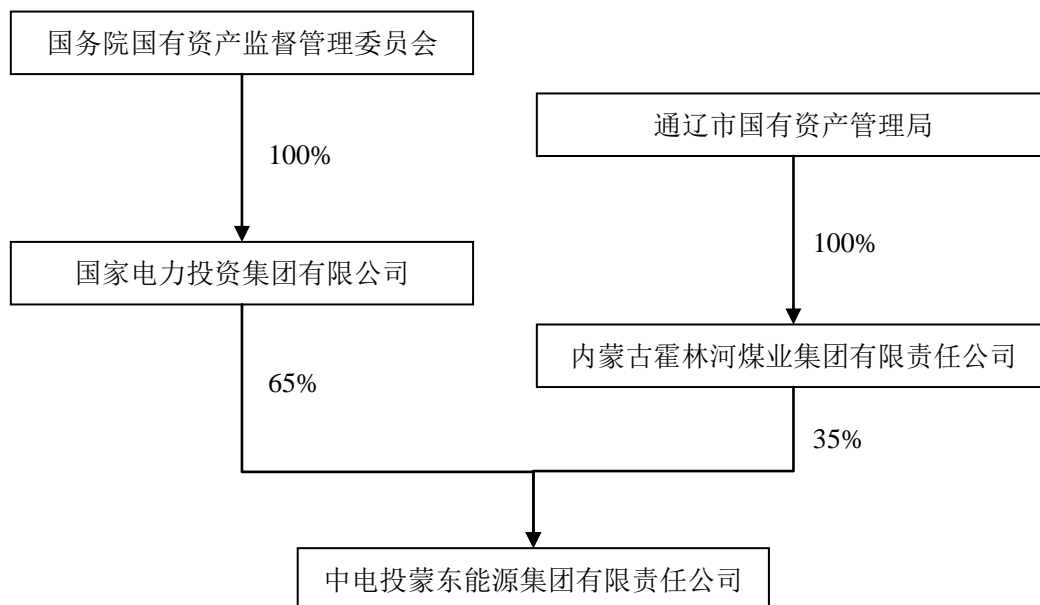 国务院国有资产监督管理委员会
通辽市国有资产管理局
100%
国家电力投资集团有限公司
100%
内蒙古霍林河煤业集团有限责任公司
65%
35%
中电投蒙东能源集团有限责任公司